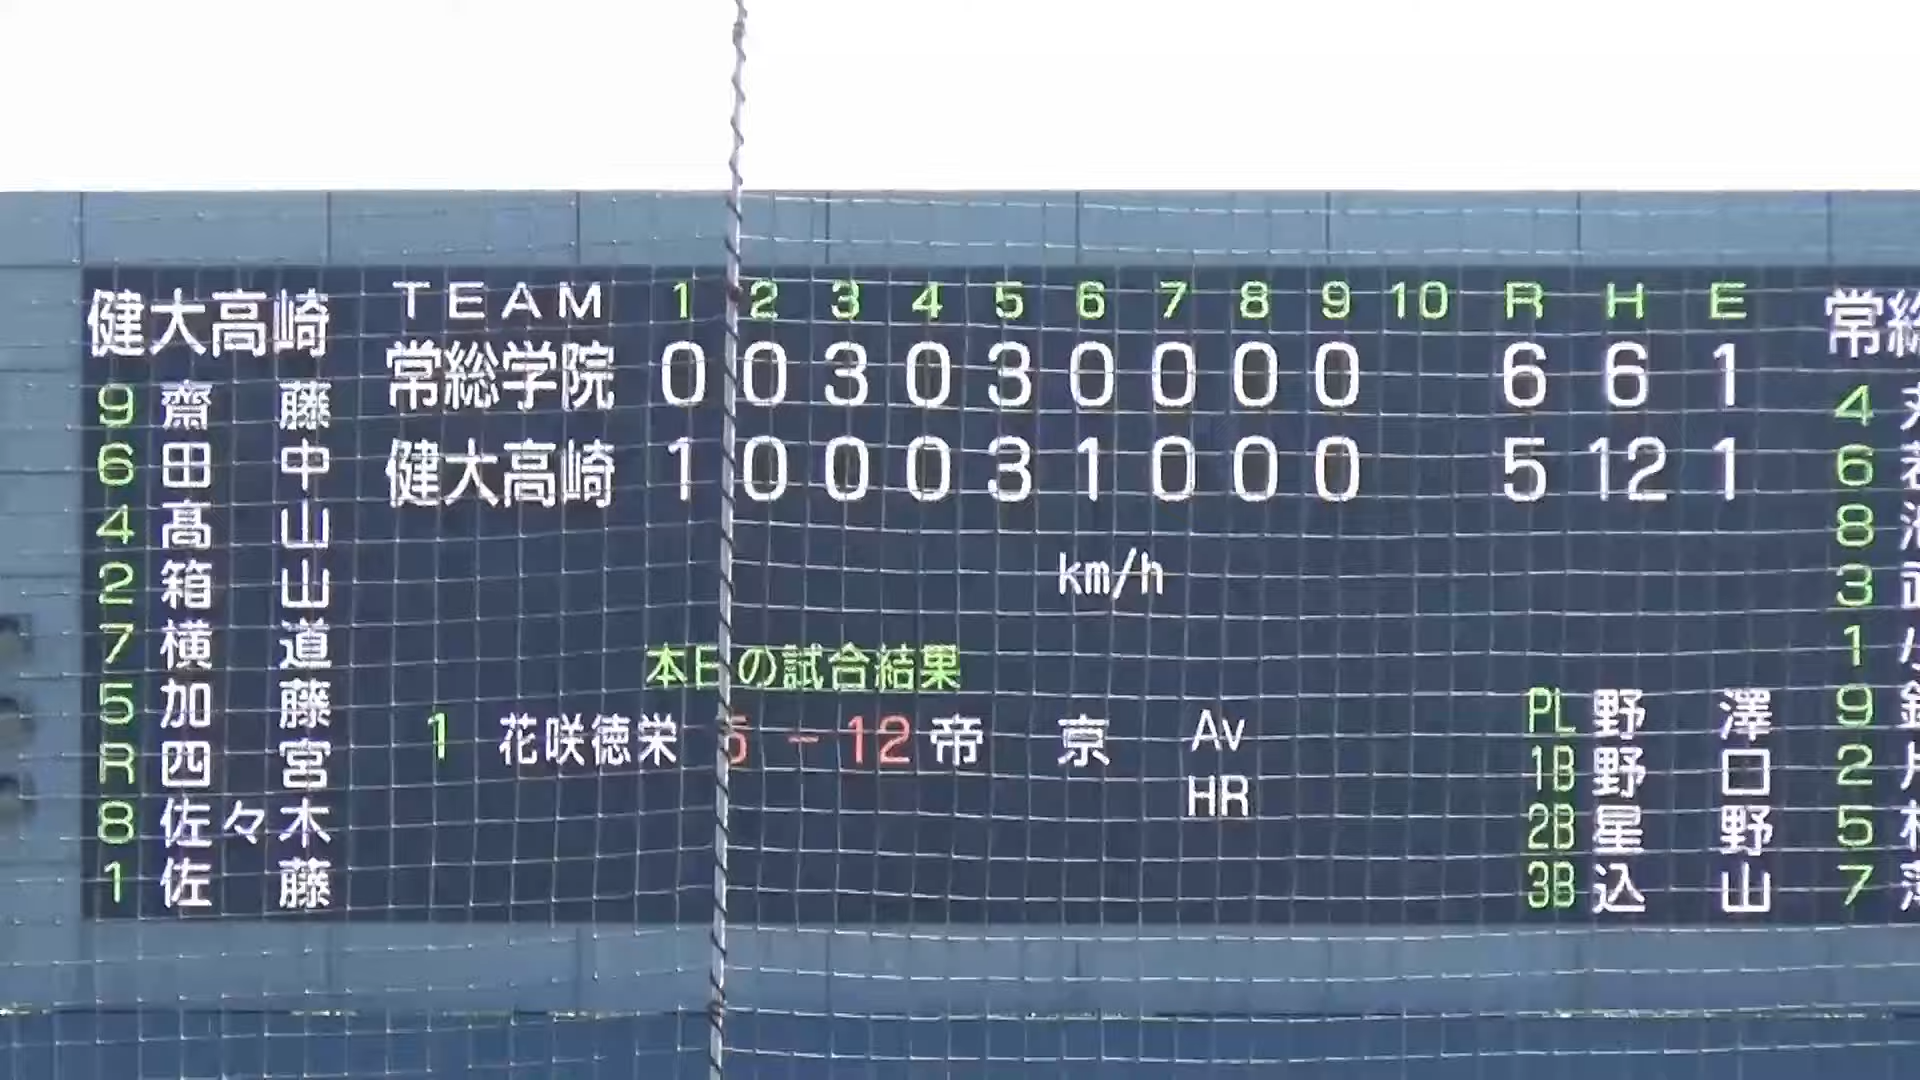 健大高崎
9 齋藤
6 田中
4 髙山
2 箱山
7 横道
5 加藤
R 四宮
8 佐々木
1 佐藤
TEAM 1 2 3 4 5 6 7 8 9 10 R H E
常総学院 0 0 3 0 3 0 0 0 0 6 6 1
健大高崎 1 0 0 0 3 1 0 0 0 5 12 1
km/h
本日の試合結果
1 花咲徳栄 5 - 12 帝京
Av
HR
PL 野澤
1B 野口
2B 星野
3B 込山
常総
4
6
8
3
1
9
2
5
7